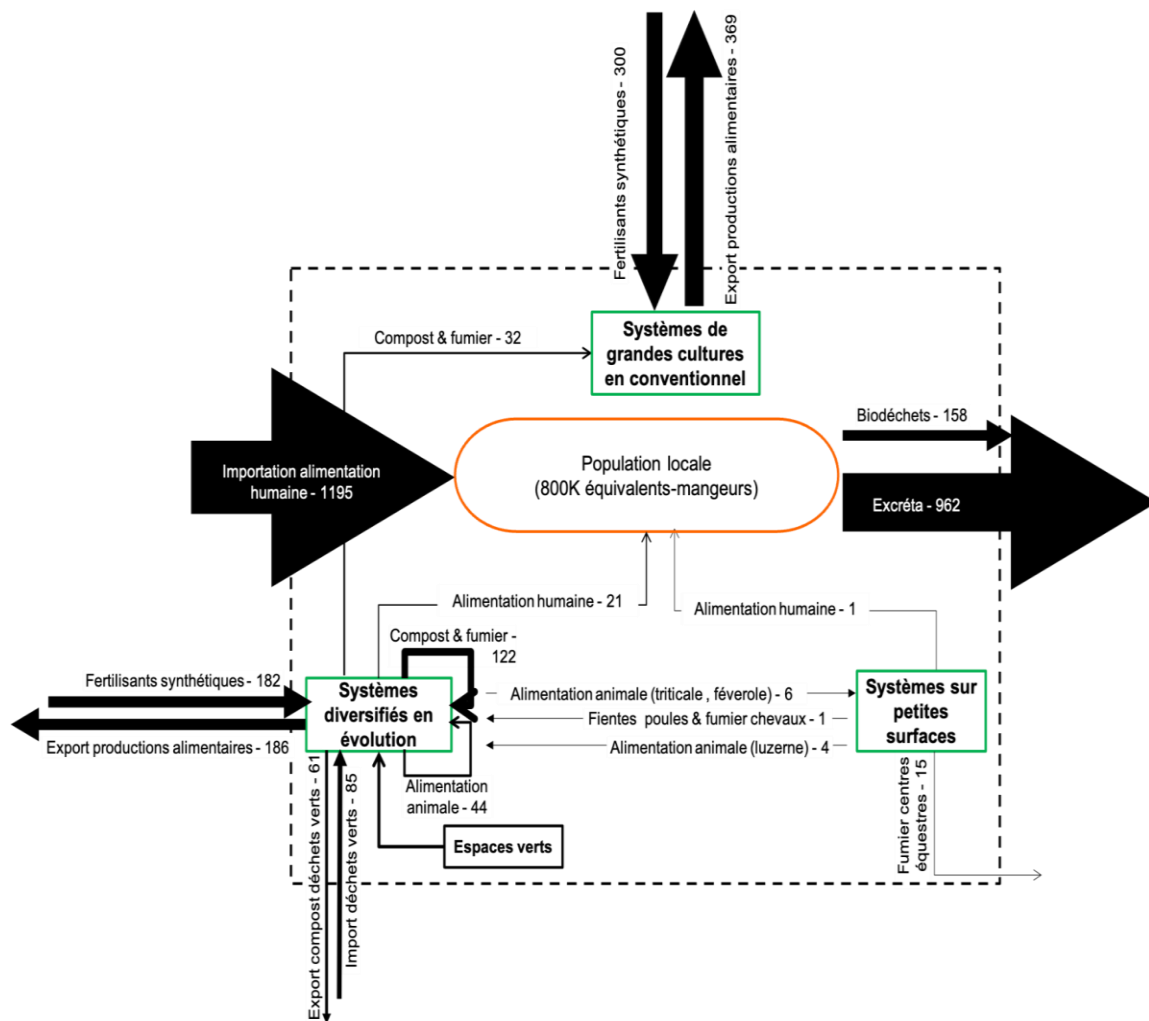 Fertilisants synthétiques - 300
Export productions alimentaires - 369
Systèmes de
grandes cultures
en conventionnel
Compost & fumier - 32
Importation alimentation
humaine - 1195
Population locale
(800K équivalents-mangeurs)
Biodéchets - 158
Excréta - 962
Alimentation humaine - 21
Alimentation humaine - 1
Compost & fumier -
122
Fertilisants synthétiques - 182
Export productions alimentaires - 186
Systèmes
diversifiés en
évolution
Alimentation animale (triticale , féverole) - 6
Fientes poules & fumier chevaux - 1
Alimentation animale (luzerne) - 4
Systèmes sur
petites
surfaces
Alimentation
animale - 44
Espaces verts
Export compost déchets verts - 61
Import déchets verts - 85
Fumier centres
équestres - 15